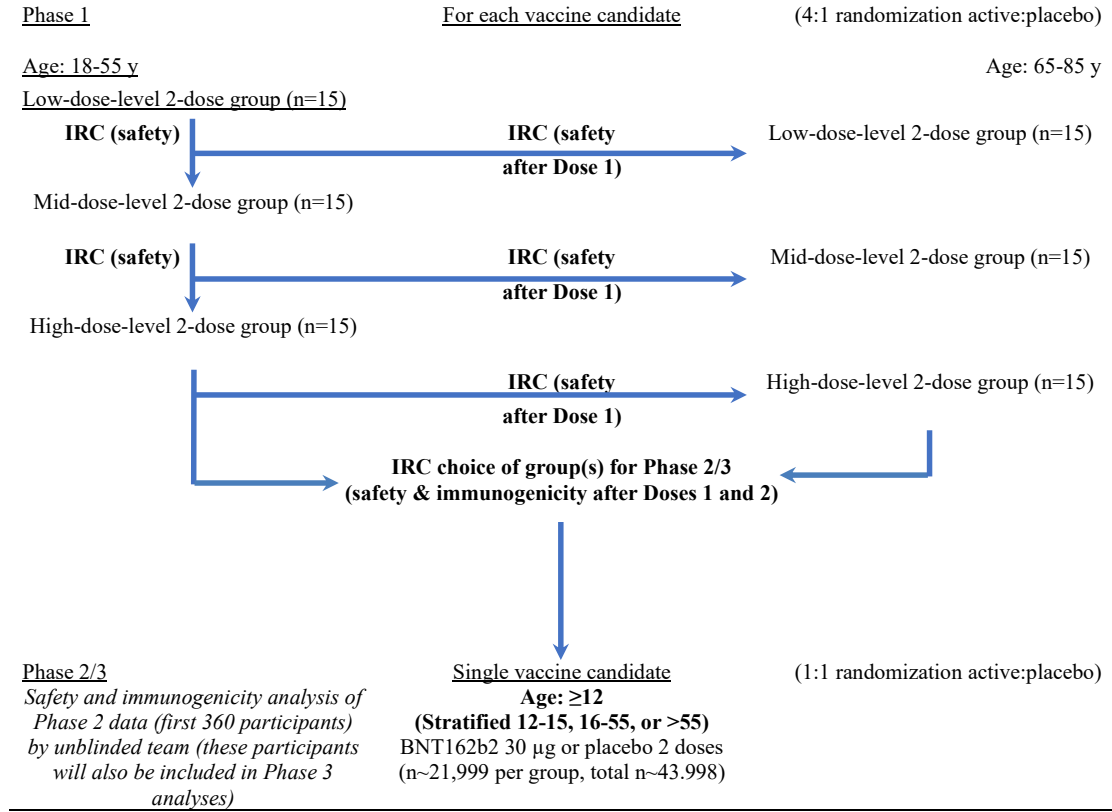 Phase 1 For each vaccine candidate (4:1 randomization active:placebo)
Age: 18-55 y Age: 65-85 y
Low-dose-level 2-dose group (n=15)
IRC (safety) IRC (safety Low-dose-level 2-dose group (n=15)
after Dose 1)
Mid-dose-level 2-dose group (n=15)
IRC (safety) IRC (safety Mid-dose-level 2-dose group (n=15)
after Dose 1)
High-dose-level 2-dose group (n=15)
IRC (safety High-dose-level 2-dose group (n=15)
after Dose 1)
IRC choice of group(s) for Phase 2/3
(safety & immunogenicity after Doses 1 and 2)
Phase 2/3 Single vaccine candidate (1:1 randomization active:placebo)
Safety and immunogenicity analysis of
Phase 2 data (first 360 participants)
by unblinded team (these participants
will also be included in Phase 3
analyses)
Age: ≥12
(Stratified 12-15, 16-55, or >55)
BNT162b2 30 µg or placebo 2 doses
(n~21,999 per group, total n~43.998)